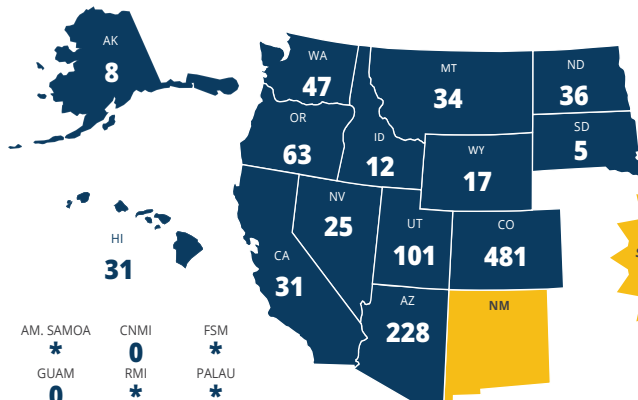 AK
8
WA
47
MT
34
ND
36
OR
63
ID
12
SD
5
WY
17
NV
25
UT
101
CO
481
HI
31
CA
31
AZ
228
NM
AM. SAMOA
*
CNMI
0
FSM
*
GUAM
0
RMI
*
PALAU
*